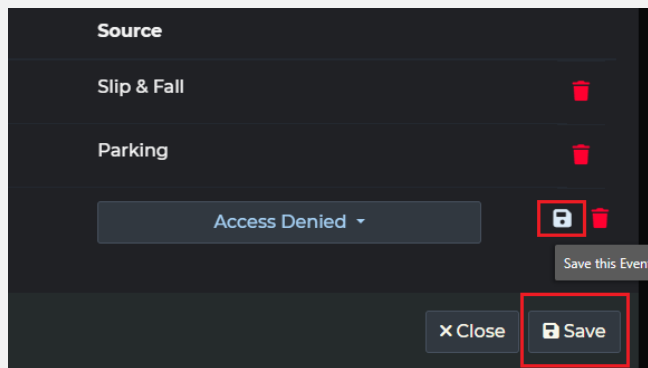 Source
Slip & Fall
Parking
Access Denied
Save this Even
Close
Save